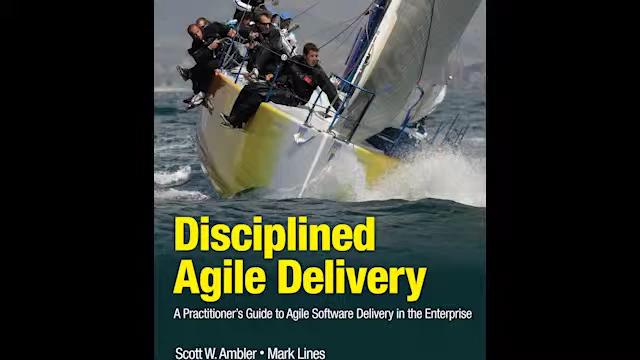 Disciplined
Agile Delivery
A Practitioner's Guide to Agile Software Delivery in the Enterprise
Scott W. Ambler • Mark Lines